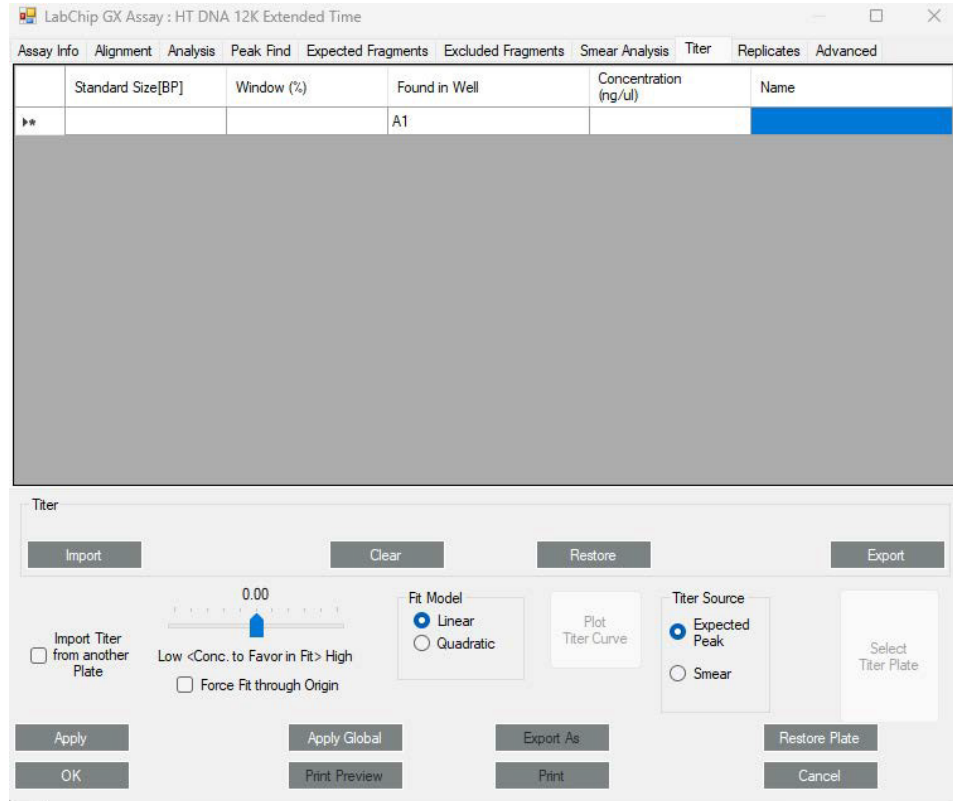 LabChip GX Assay : HT DNA 12K Extended Time
Assay Info Alignment Analysis Peak Find Expected Fragments Excluded Fragments Smear Analysis Titer Replicates Advanced
Standard Size[BP] Window (%) Found in Well Concentration (ng/ul) Name
A1
Titer
Import Clear Restore Export
0.00
Low <Conc. to Favor in Fit> High
Import Titer
from another
Plate
Force Fit through Origin
Fit Model
Linear
Quadratic
Plot
Titer Curve
Titer Source
Expected
Peak
Smear
Select
Titer Plate
Apply Apply Global Export As Restore Plate
OK Print Preview Print Cancel